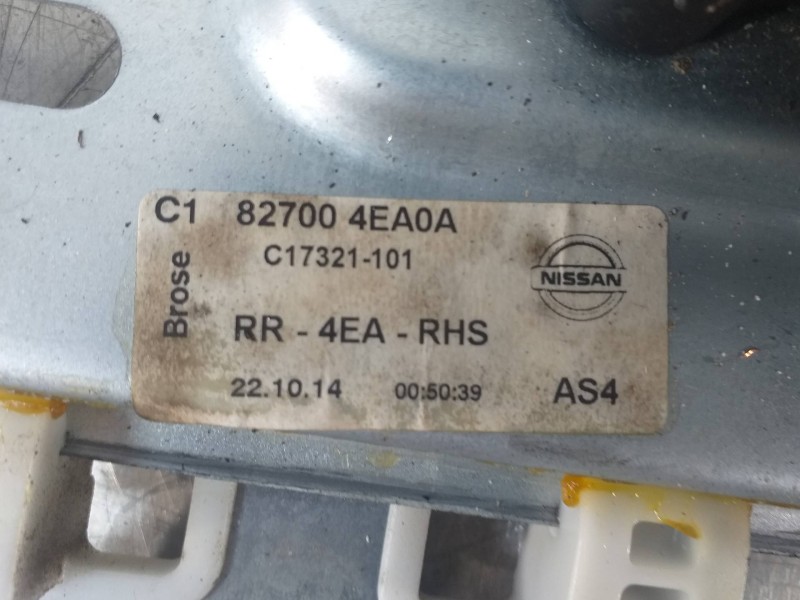 C1 82700 4EA0A
C17321-101
Brose
NISSAN
RR - 4EA - RHS
22.10.14 00:50:39 AS4